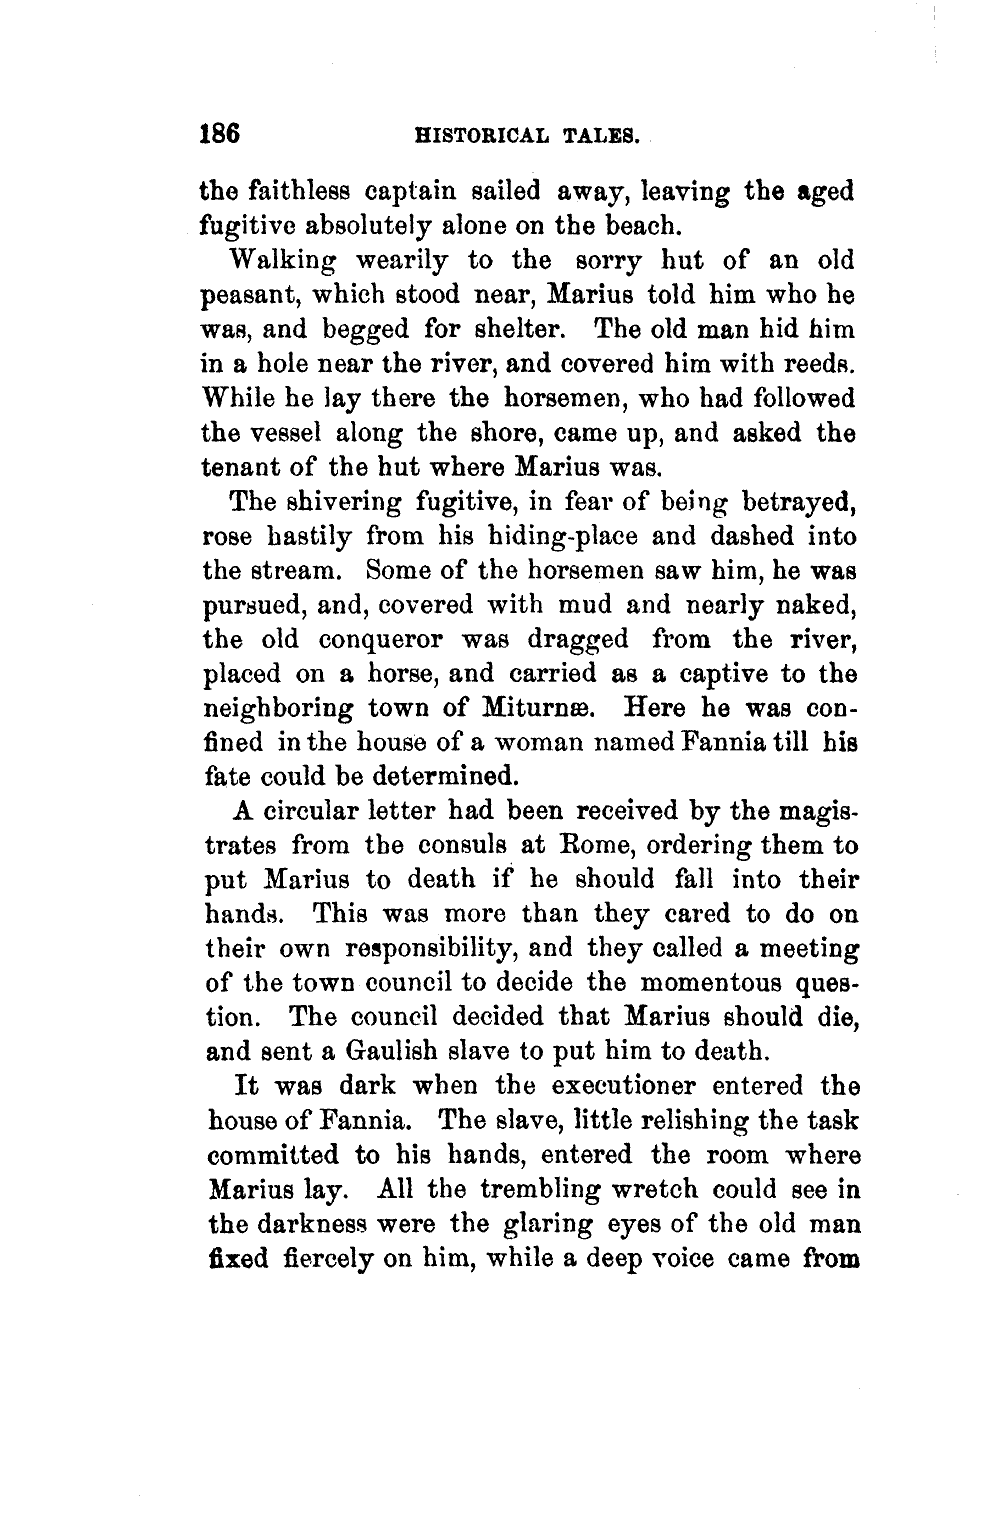 186 HISTORICAL TALES.
the faithless captain sailed away, leaving the aged
fugitive absolutely alone on the beach.
Walking wearily to the sorry hut of an old
peasant, which stood near, Marius told him who he
was, and begged for shelter. The old man hid him
in a hole near the river, and covered him with reeds.
While he lay there the horsemen, who had followed
the vessel along the shore, came up, and asked the
tenant of the hut where Marius was.
The shivering fugitive, in fear of being betrayed,
rose hastily from his hiding-place and dashed into
the stream. Some of the horsemen saw him, he was
pursued, and, covered with mud and nearly naked,
the old conqueror was dragged from the river,
placed on a horse, and carried as a captive to the
neighboring town of Miturnæ. Here he was con-
fined in the house of a woman named Fannia till his
fate could be determined.
A circular letter had been received by the magis-
trates from the consuls at Rome, ordering them to
put Marius to death if he should fall into their
hands. This was more than they cared to do on
their own responsibility, and they called a meeting
of the town council to decide the momentous ques-
tion. The council decided that Marius should die,
and sent a Gaulish slave to put him to death.
It was dark when the executioner entered the
house of Fannia. The slave, little relishing the task
committed to his hands, entered the room where
Marius lay. All the trembling wretch could see in
the darkness were the glaring eyes of the old man
fixed fiercely on him, while a deep voice came from